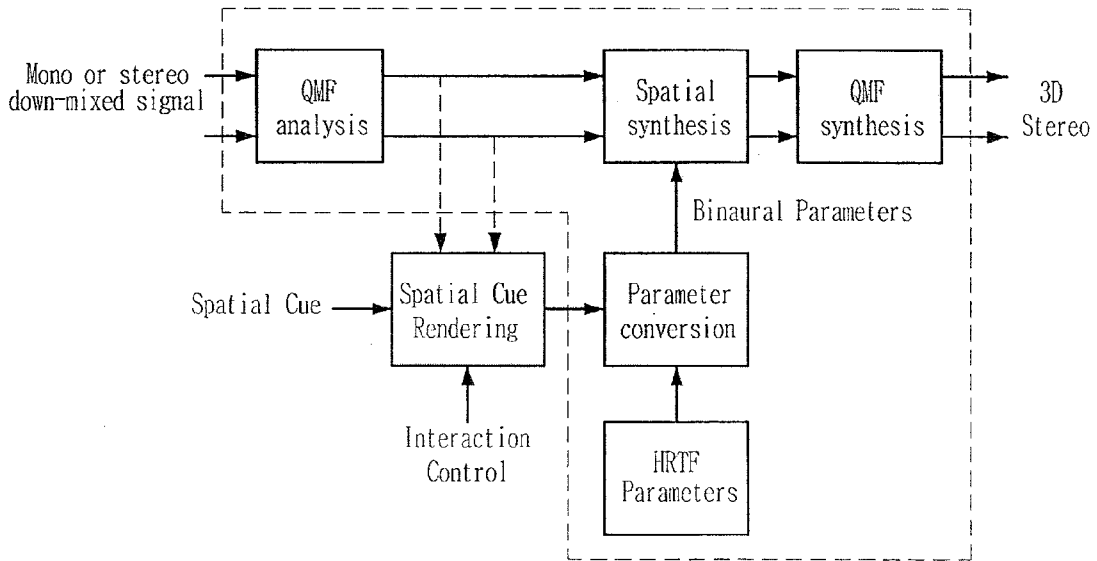 Mono or stereo
down-mixed signal
QMF
analysis
Spatial
synthesis
QMF
synthesis
3D
Stereo
Binaural Parameters
Spatial Cue
Spatial Cue
Rendering
Parameter
conversion
Interaction
Control
HRTF
Parameters